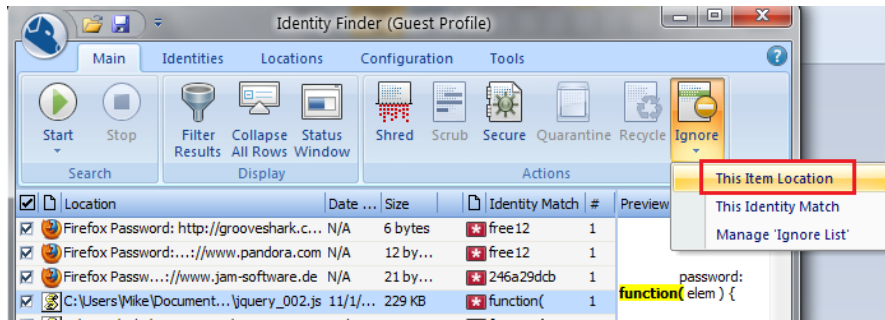 Identity Finder (Guest Profile)
Main Identities Locations Configuration Tools
Start Stop Filter Results Collapse All Rows Status Window Shred Scrub Secure Quarantine Recycle Ignore
Search Display Actions
This Item Location
This Identity Match
Manage 'Ignore List'
Location Date ... Size Identity Match # Preview
Firefox Password: http://grooveshark.c... N/A 6 bytes free12 1
Firefox Password:...://www.pandora.com N/A 12 by... free12 1
Firefox Passw...://www.jam-software.de N/A 21 by... 246a29dcb 1
C:\Users\Mike\Document...\jquery_002.js 11/1/... 229 KB function( 1
password:
function( elem ) {